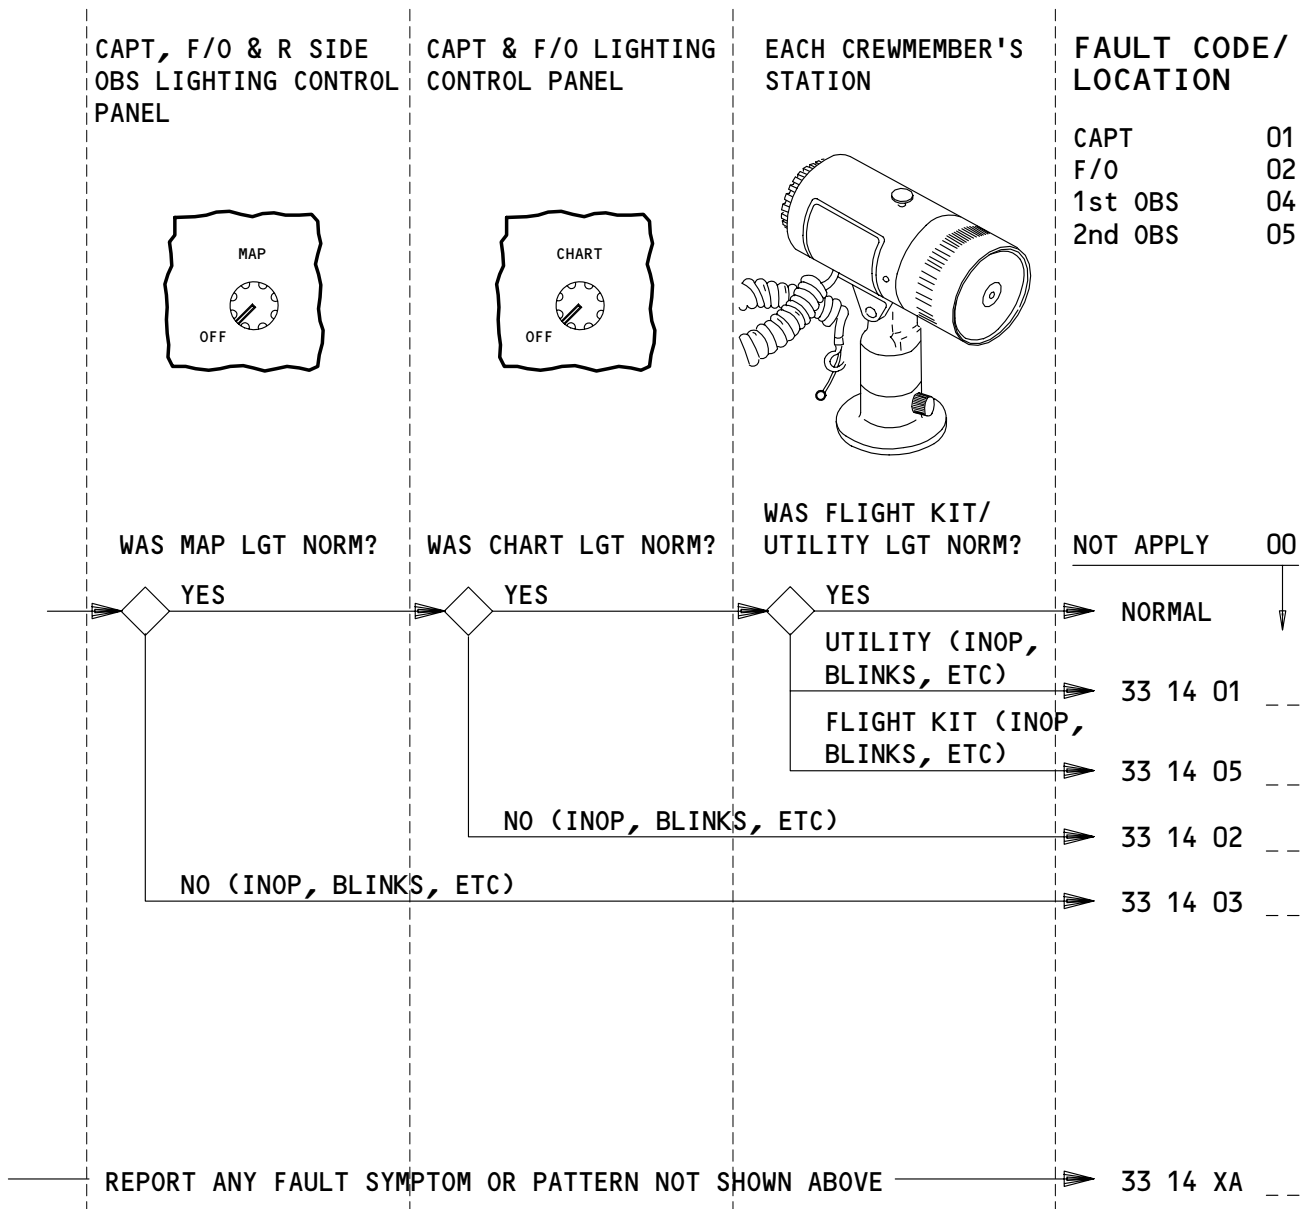 CAPT, F/O & R SIDE
OBS LIGHTING CONTROL
PANEL
MAP
OFF
WAS MAP LGT NORM?
CAPT & F/O LIGHTING
CONTROL PANEL
CHART
OFF
WAS CHART LGT NORM?
EACH CREWMEMBER'S
STATION
WAS FLIGHT KIT/
UTILITY LGT NORM?
FAULT CODE/
LOCATION
CAPT 01
F/O 02
1st OBS 04
2nd OBS 05
NOT APPLY 00
YES
YES
YES
NORMAL
UTILITY (INOP,
BLINKS, ETC)
33 14 01 _ _
FLIGHT KIT (INOP,
BLINKS, ETC)
33 14 05 _ _
NO (INOP, BLINKS, ETC)
33 14 02 _ _
NO (INOP, BLINKS, ETC)
33 14 03 _ _
REPORT ANY FAULT SYMPTOM OR PATTERN NOT SHOWN ABOVE
33 14 XA _ _